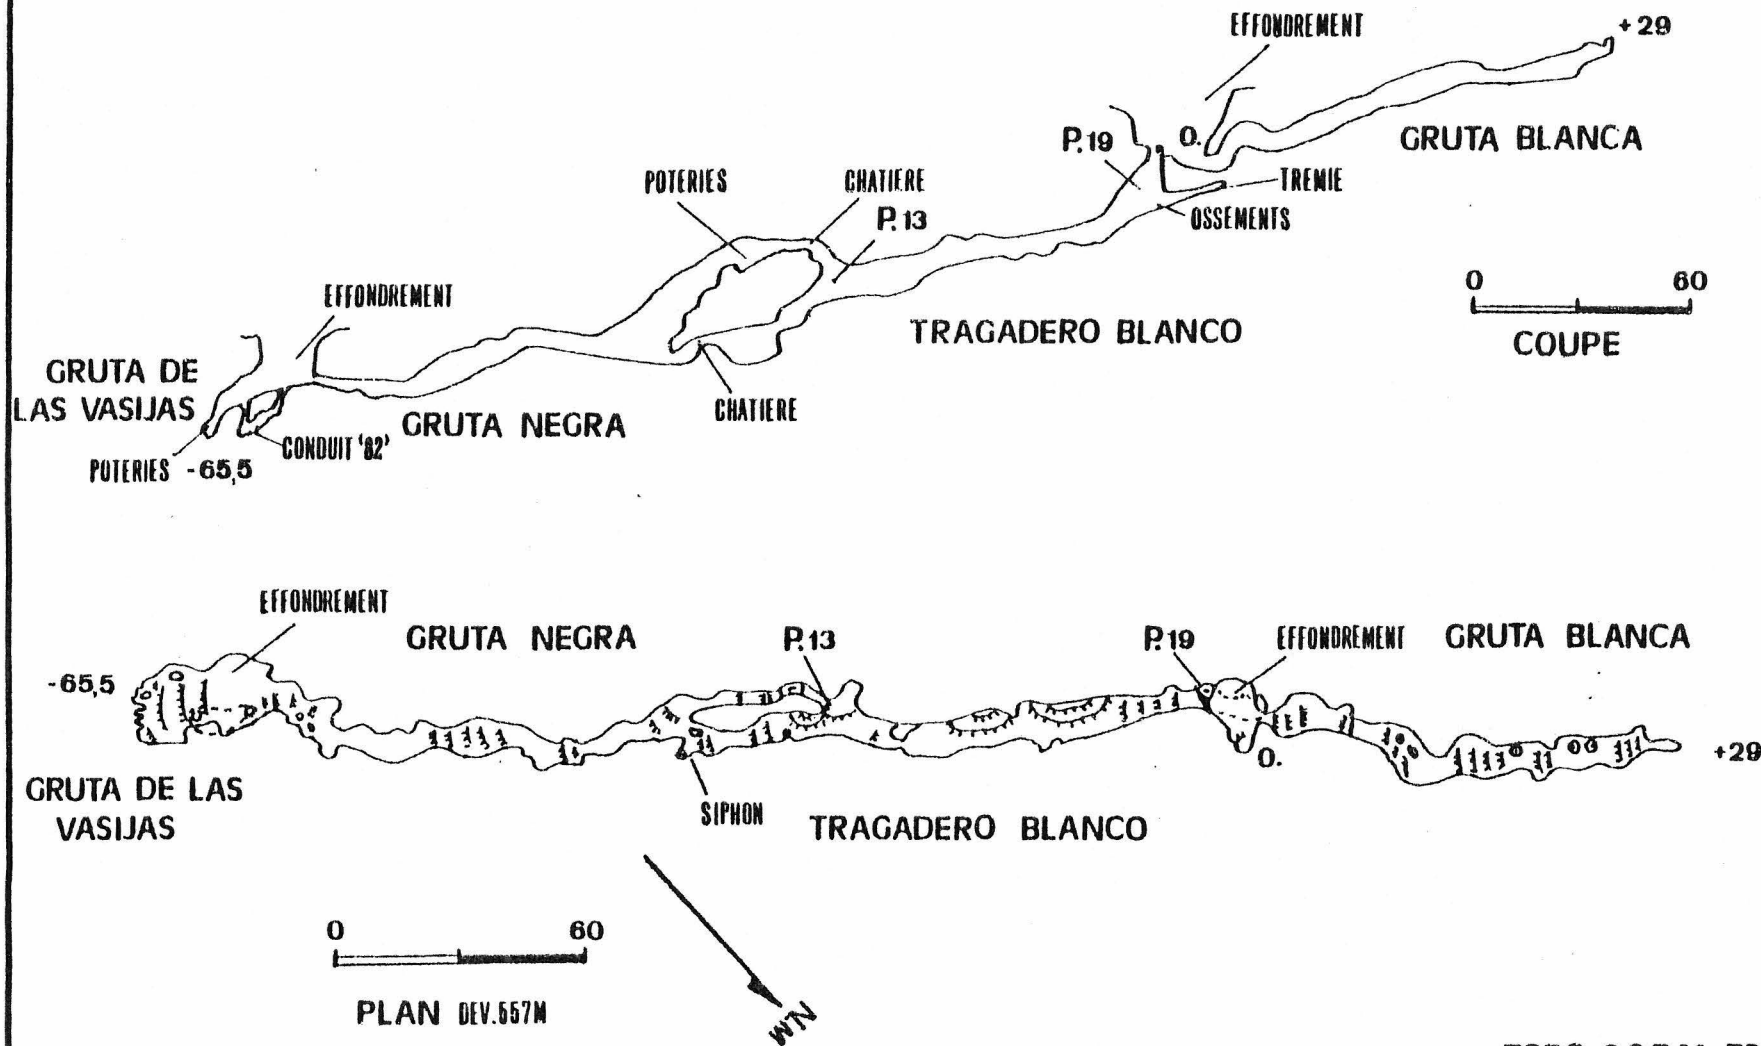 EFFONDREMENT
+29
P.19
O.
GRUTA BLANCA
POTERIES
CHATIERE
TREMIE
P.13
OSSEMENTS
EFFONDREMENT
0 60
TRAGADERO BLANCO
COUPE
GRUTA DE
LAS VASIJAS
CHATIERE
GRUTA NEGRA
CONDUIT '82'
POTERIES -65,5
EFFONDREMENT
GRUTA NEGRA
P.13
P.19
EFFONDREMENT
GRUTA BLANCA
-65,5
O.
+29
GRUTA DE LAS
VASIJAS
SIPHON
TRAGADERO BLANCO
0 60
PLAN DEV.557M
NM